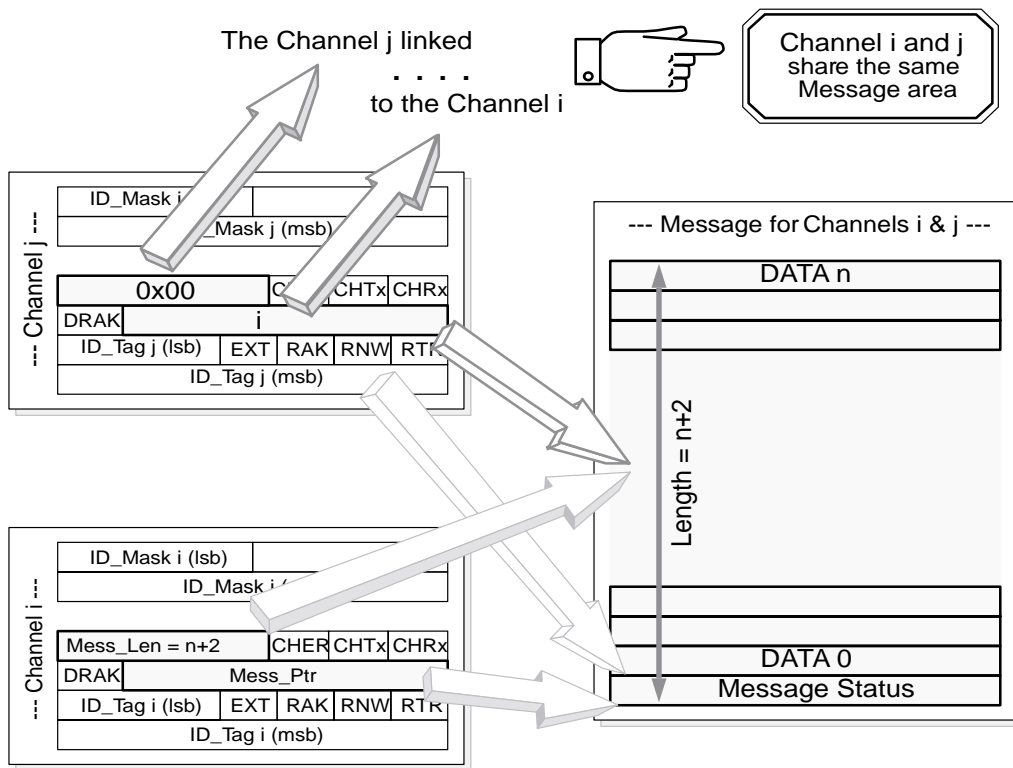 The Channel j linked
. . . .
to the Channel i
Channel i and j
share the same
Message area
--- Channel j ---
ID_Mask
_Mask j (msb)
0x00 CHTx CHRx
DRAK i
ID_Tag j (lsb) EXT RAK RNW RTR
ID_Tag j (msb)
--- Channel i ---
ID_Mask i (lsb)
ID_Mask i
Mess_Len = n+2 CHER CHTx CHRx
DRAK Mess_Ptr
ID_Tag i (lsb) EXT RAK RNW RTR
ID_Tag i (msb)
--- Message for Channels i & j ---
DATA n
Length = n+2
DATA 0
Message Status